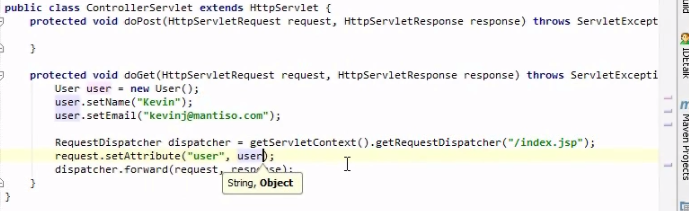 public class ControllerServlet extends HttpServlet {
protected void doPost(HttpServletRequest request, HttpServletResponse response) throws ServletExcept
}
protected void doGet(HttpServletRequest request, HttpServletResponse response) throws ServletExcepti
User user = new User();
user.setName("Kevin");
user.setEmail("kevinj@mantiso.com");
RequestDispatcher dispatcher = getServletContext().getRequestDispatcher("/index.jsp");
request.setAttribute("user", user);
dispatcher.forward(request, response);
String, Object
}
}
IDEtalk
Maven Projects